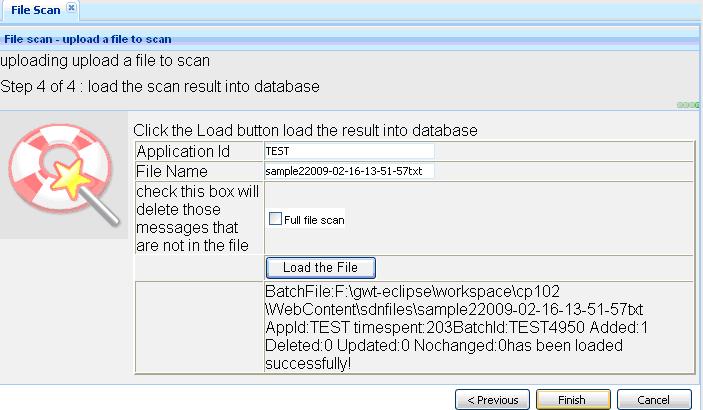 File Scan
File scan - upload a file to scan
uploading upload a file to scan
Step 4 of 4 : load the scan result into database
Click the Load button load the result into database
Application Id TEST
File Name sample22009-02-16-13-51-57txt
check this box will
delete those
messages that
are not in the file
Full file scan
Load the File
BatchFile:F:\gwt-eclipse\workspace\cp102
\WebContent\sdnfiles\sample22009-02-16-13-51-57txt
AppId:TEST timespent:203BatchId:TEST4950 Added:1
Deleted:0 Updated:0 Nochanged:0has been loaded
successfully!
< Previous Finish Cancel